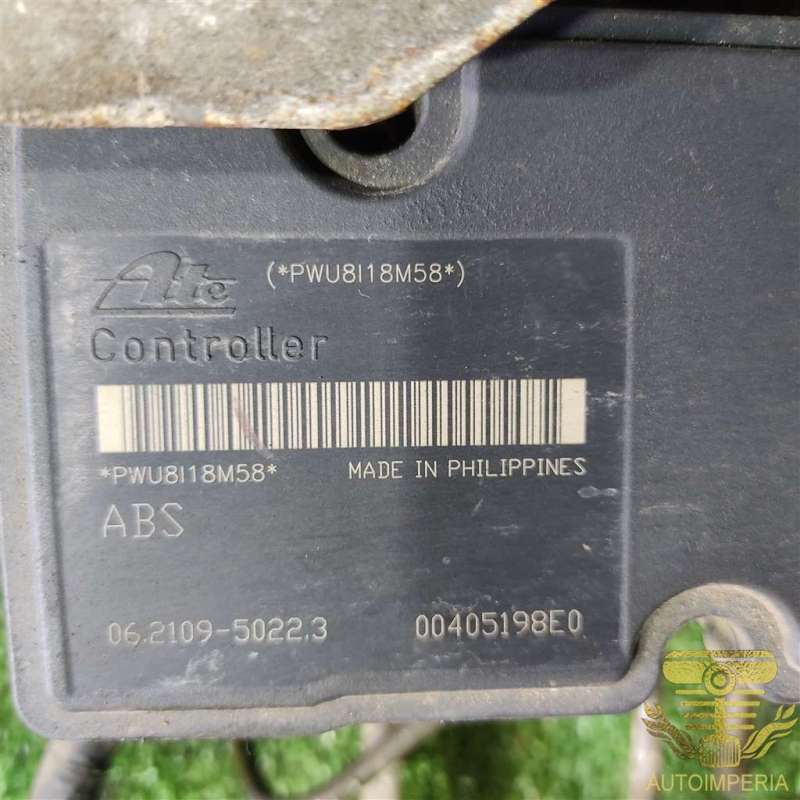 Ate (*PWU8I18M58*)
Controller
*PWU8I18M58* MADE IN PHILIPPINES
ABS
06.2109-5022.3 00405198E0
AUTOIMPERIA